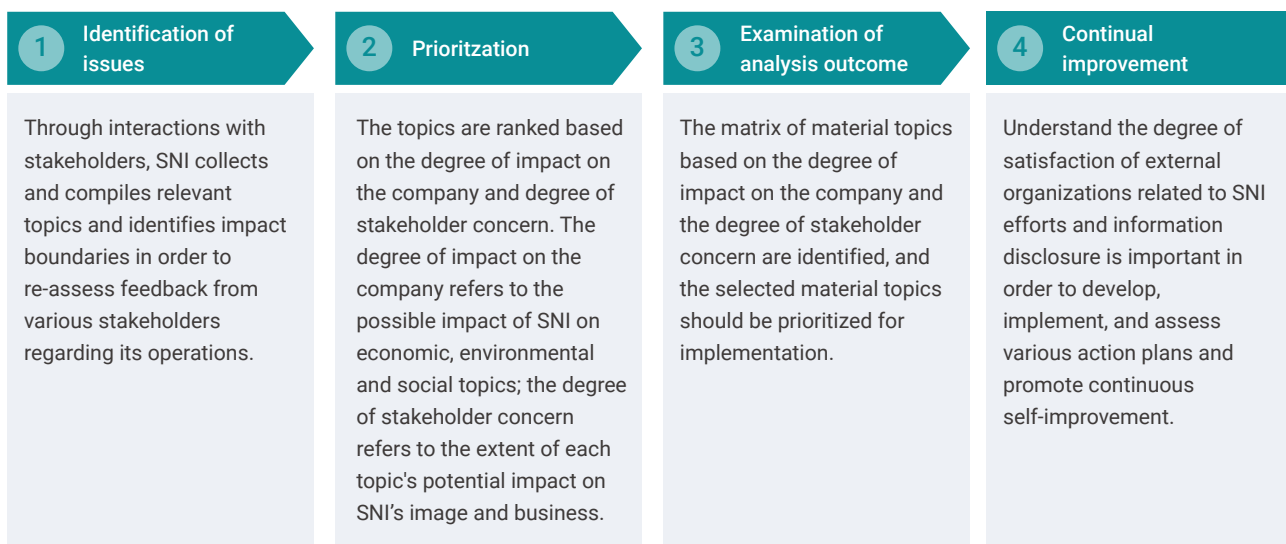 1
Identification of
issues
Through interactions with
stakeholders, SNI collects
and compiles relevant
topics and identifies impact
boundaries in order to
re-assess feedback from
various stakeholders
regarding its operations.
2
Prioritzation
The topics are ranked based
on the degree of impact on
the company and degree of
stakeholder concern. The
degree of impact on the
company refers to the
possible impact of SNI on
economic, environmental
and social topics; the degree
of stakeholder concern
refers to the extent of each
topic's potential impact on
SNI’s image and business.
3
Examination of
analysis outcome
The matrix of material topics
based on the degree of
impact on the company and
the degree of stakeholder
concern are identified, and
the selected material topics
should be prioritized for
implementation.
4
Continual
improvement
Understand the degree of
satisfaction of external
organizations related to SNI
efforts and information
disclosure is important in
order to develop,
implement, and assess
various action plans and
promote continuous
self-improvement.